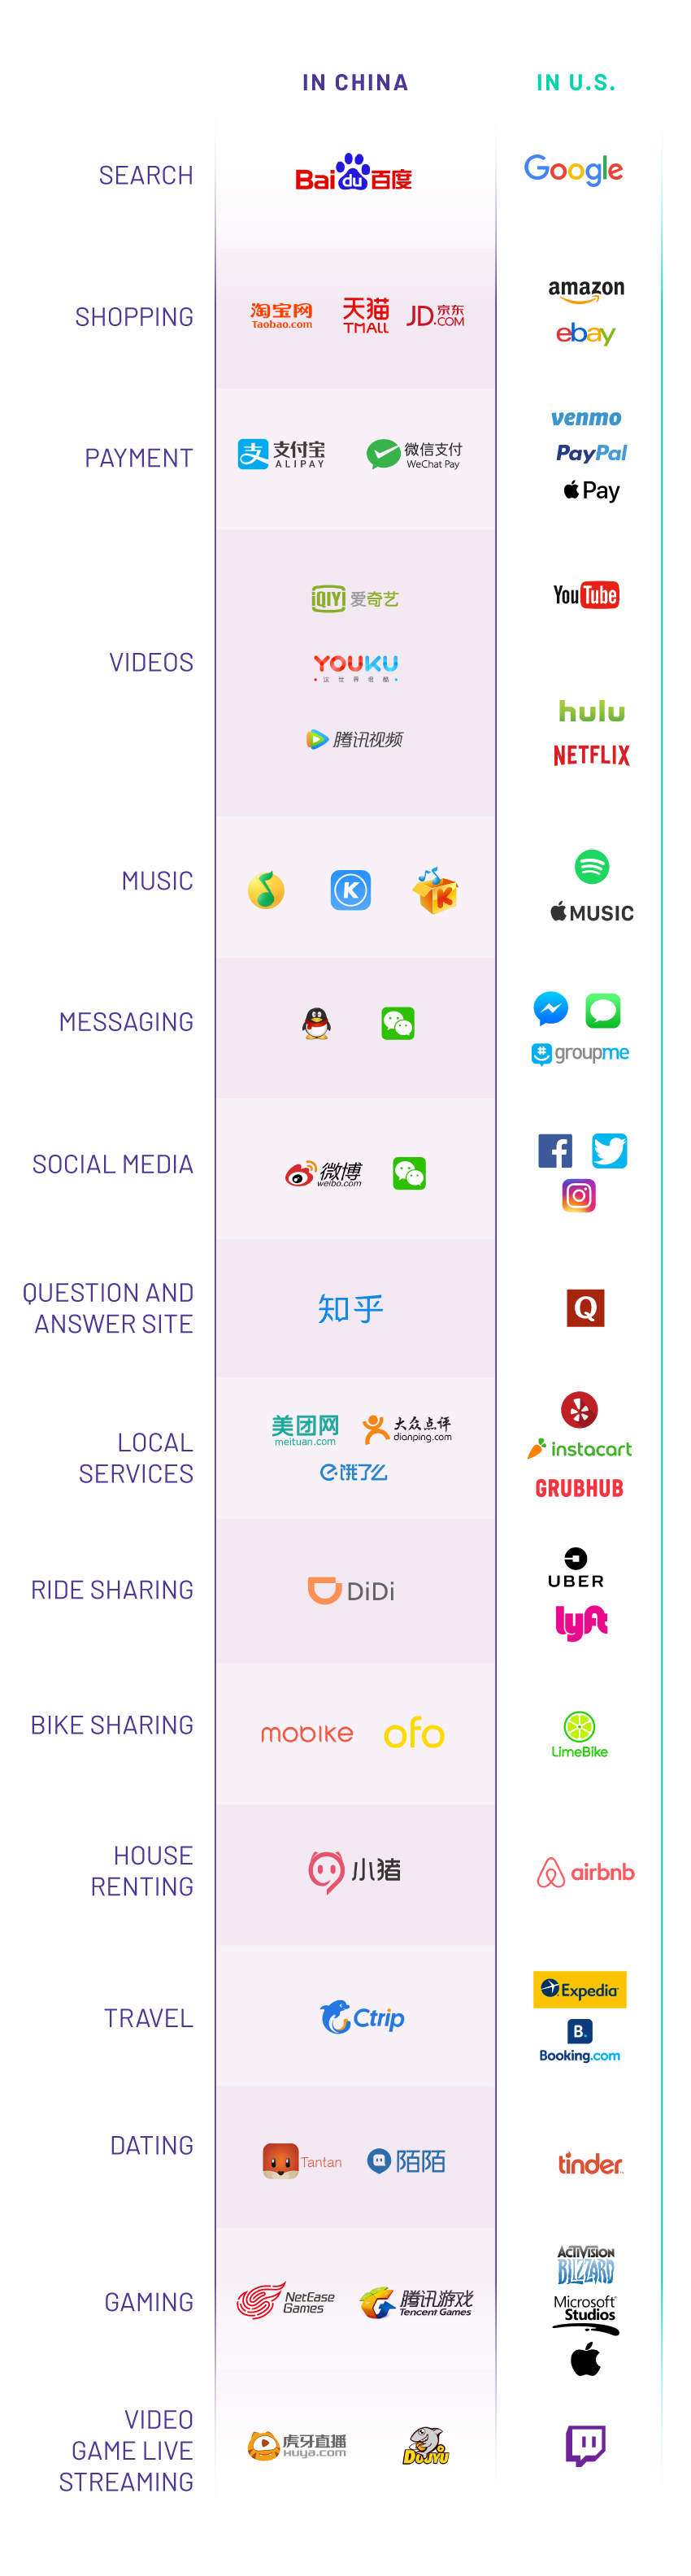 IN CHINA
IN U.S.
SEARCH
Bai du 百度
Google
SHOPPING
淘宝网
Taobao.com
天猫
TMALL
JD 京东
.COM
amazon
ebay
PAYMENT
支 支付宝
ALIPAY
微信支付
WeChat Pay
venmo
PayPal
Pay
VIDEOS
iQIYI 爱奇艺
YOUKU
这世界很酷
腾讯视频
YouTube
hulu
NETFLIX
MUSIC
K
K
MUSIC
MESSAGING
groupme
SOCIAL MEDIA
微博
weibo.com
f
QUESTION AND
ANSWER SITE
知乎
Q
LOCAL
SERVICES
美团网
meituan.com
大众点评
dianping.com
e 饿了么
instacart
GRUBHUB
RIDE SHARING
DiDi
UBER
lyft
BIKE SHARING
mobike
ofo
LimeBike
HOUSE
RENTING
小猪
airbnb
TRAVEL
Ctrip
Expedia
B.
Booking.com
DATING
Tantan
陌陌
tinder
GAMING
NetEase
Games
腾讯游戏
Tencent Games
ACTIVISION
BLIZZARD
Microsoft
Studios
VIDEO
GAME LIVE
STREAMING
虎牙直播
Huya.com
DOUYU